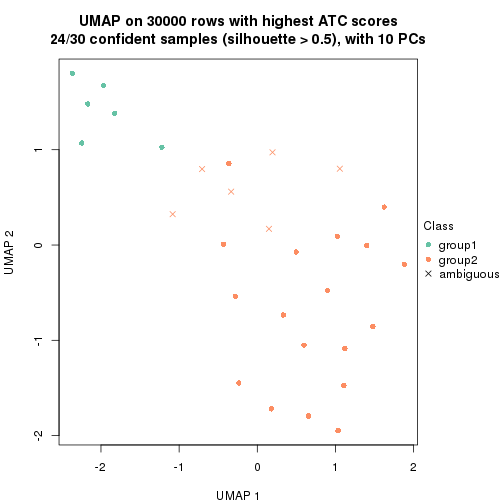 UMAP on 30000 rows with highest ATC scores
24/30 confident samples (silhouette > 0.5), with 10 PCs
1
0
-1
-2
UMAP 2
-2
-1
0
1
2
UMAP 1
Class
group1
group2
ambiguous